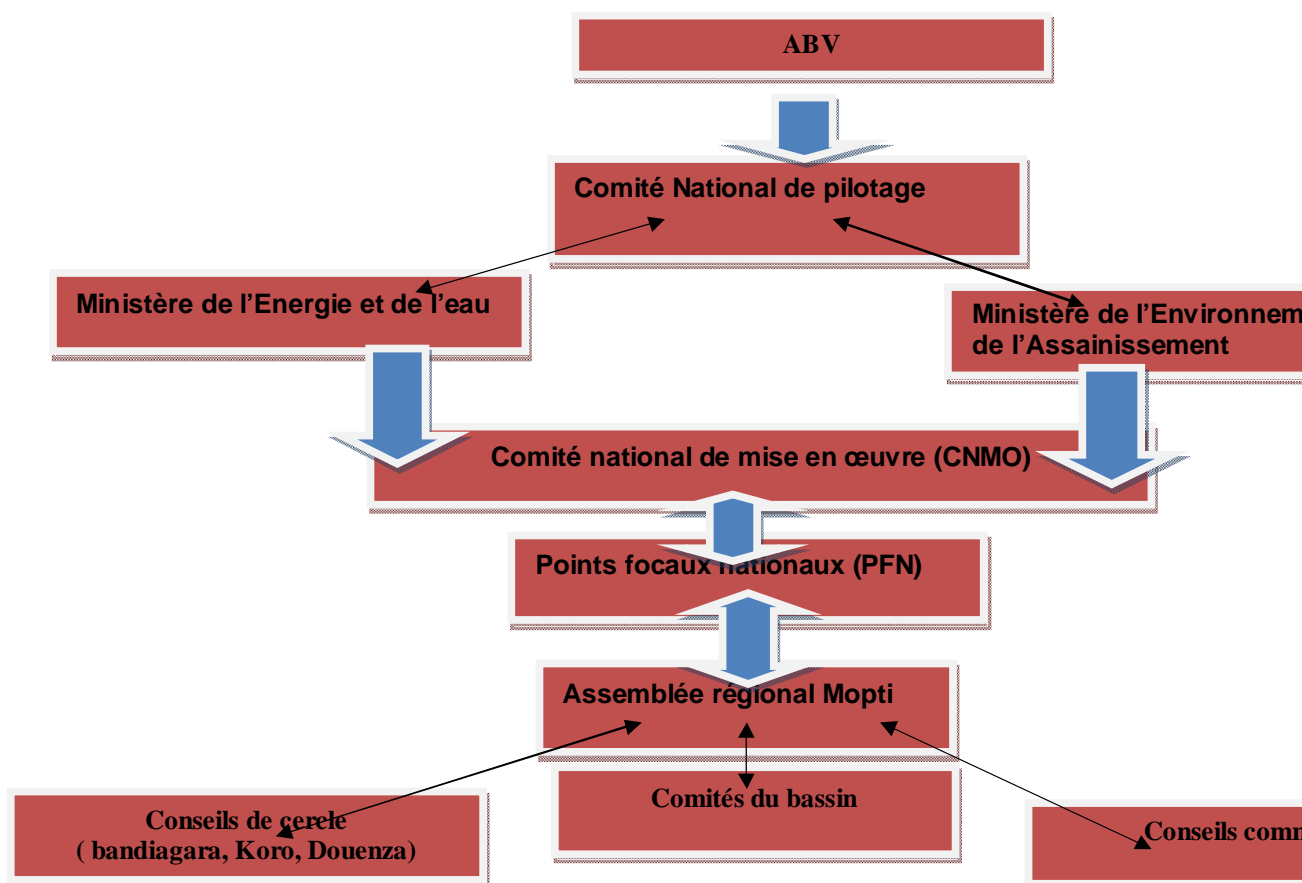 ABV
Comité National de pilotage
Ministère de l'Energie et de l'eau
Ministère de l'Environnem
de l'Assainissement
Comité national de mise en œuvre (CNMO)
Points focaux nationaux (PFN)
Assemblée régional Mopti
Comités du bassin
Conseils de cercle
( bandiagara, Koro, Douenza)
Conseils comm